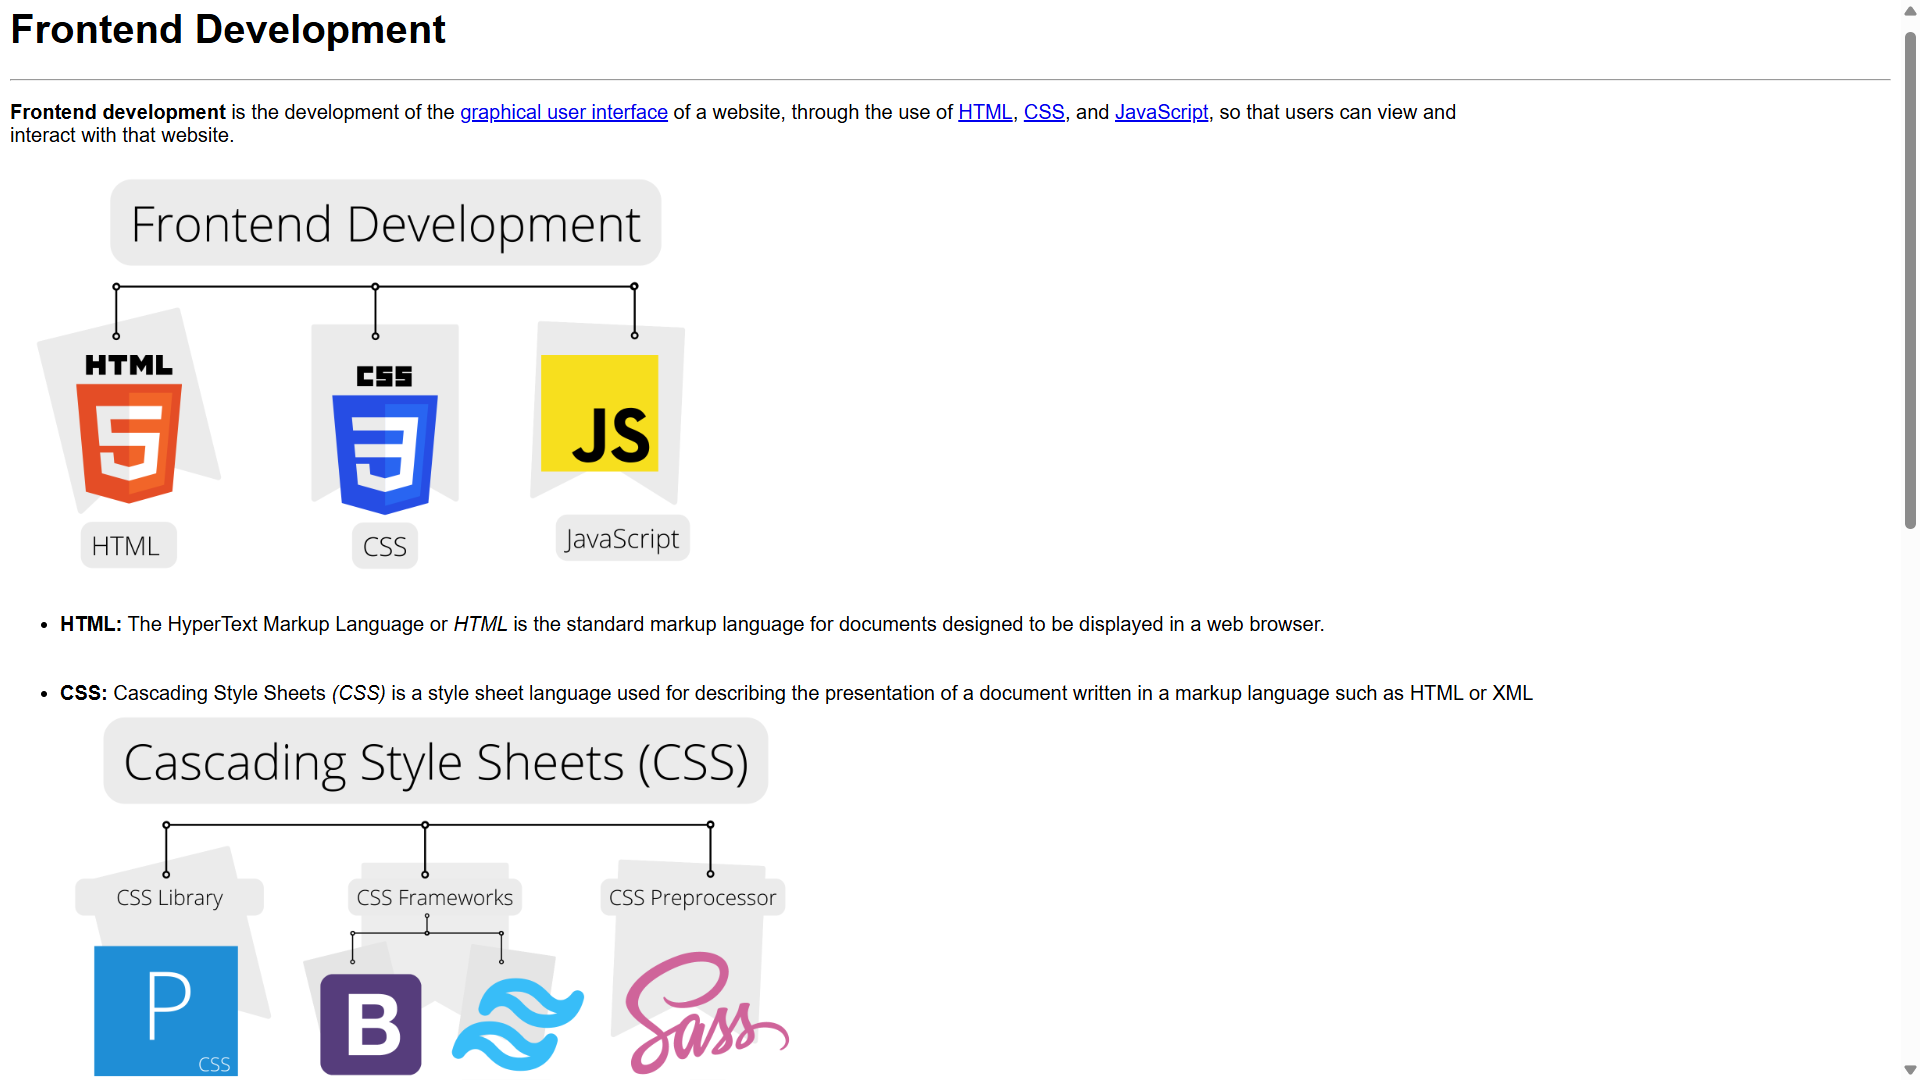 Frontend Development
Frontend development is the development of the graphical user interface of a website, through the use of HTML, CSS, and JavaScript, so that users can view and
interact with that website.
Frontend Development
HTML
CSS
JS
HTML
CSS
JavaScript
• HTML: The HyperText Markup Language or HTML is the standard markup language for documents designed to be displayed in a web browser.
• CSS: Cascading Style Sheets (CSS) is a style sheet language used for describing the presentation of a document written in a markup language such as HTML or XML
Cascading Style Sheets (CSS)
CSS Library
CSS Frameworks
CSS Preprocessor
P
CSS
B
Sass